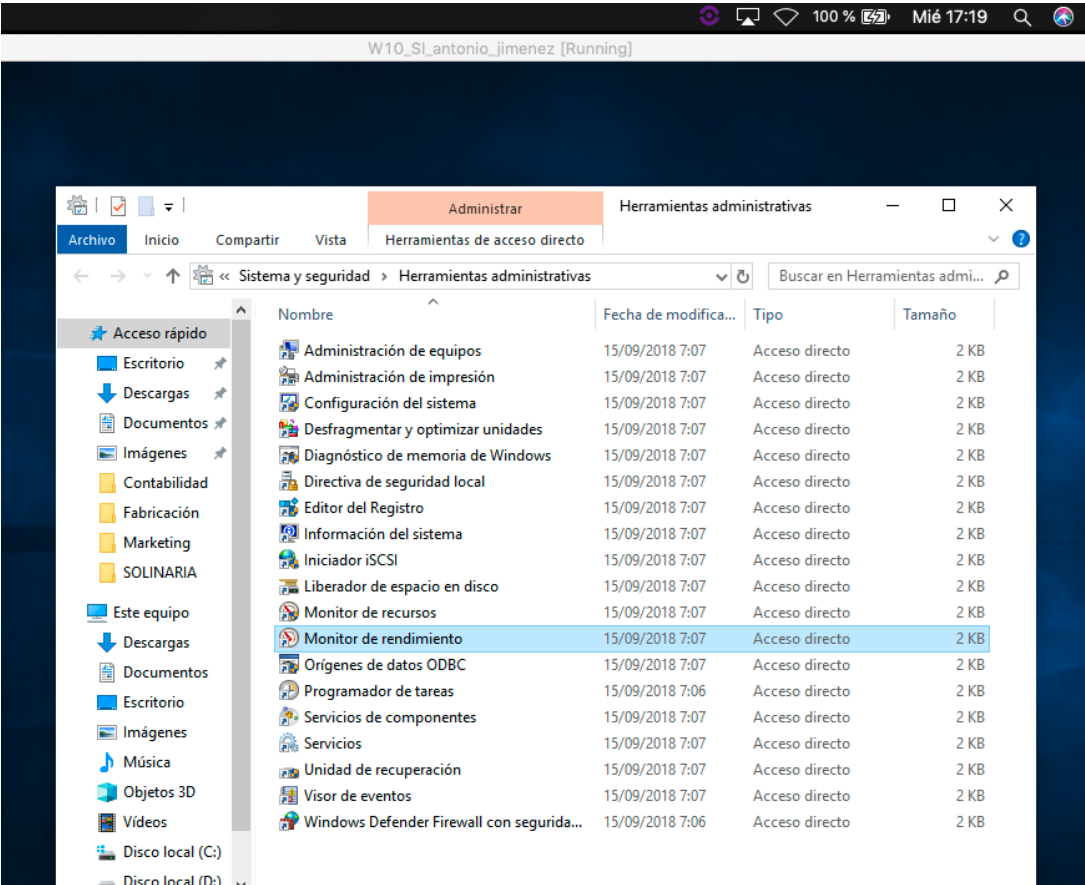 100 % Mié 17:19
W10_SI_antonio_jimenez [Running]
Administrar Herramientas administrativas
Archivo Inicio Compartir Vista Herramientas de acceso directo
« Sistema y seguridad › Herramientas administrativas Buscar en Herramientas admi...
Nombre Fecha de modifica... Tipo Tamaño
Acceso rápido
Escritorio
Descargas
Documentos
Imágenes
Contabilidad
Fabricación
Marketing
SOLINARIA
Este equipo
Descargas
Documentos
Escritorio
Imágenes
Música
Objetos 3D
Vídeos
Disco local (C:)
Disco local (D:)
Administración de equipos 15/09/2018 7:07 Acceso directo 2 KB
Administración de impresión 15/09/2018 7:07 Acceso directo 2 KB
Configuración del sistema 15/09/2018 7:07 Acceso directo 2 KB
Desfragmentar y optimizar unidades 15/09/2018 7:07 Acceso directo 2 KB
Diagnóstico de memoria de Windows 15/09/2018 7:07 Acceso directo 2 KB
Directiva de seguridad local 15/09/2018 7:07 Acceso directo 2 KB
Editor del Registro 15/09/2018 7:07 Acceso directo 2 KB
Información del sistema 15/09/2018 7:07 Acceso directo 2 KB
Iniciador iSCSI 15/09/2018 7:07 Acceso directo 2 KB
Liberador de espacio en disco 15/09/2018 7:07 Acceso directo 2 KB
Monitor de recursos 15/09/2018 7:07 Acceso directo 2 KB
Monitor de rendimiento 15/09/2018 7:07 Acceso directo 2 KB
Orígenes de datos ODBC 15/09/2018 7:07 Acceso directo 2 KB
Programador de tareas 15/09/2018 7:06 Acceso directo 2 KB
Servicios de componentes 15/09/2018 7:07 Acceso directo 2 KB
Servicios 15/09/2018 7:07 Acceso directo 2 KB
Unidad de recuperación 15/09/2018 7:07 Acceso directo 2 KB
Visor de eventos 15/09/2018 7:07 Acceso directo 2 KB
Windows Defender Firewall con segurida... 15/09/2018 7:06 Acceso directo 2 KB